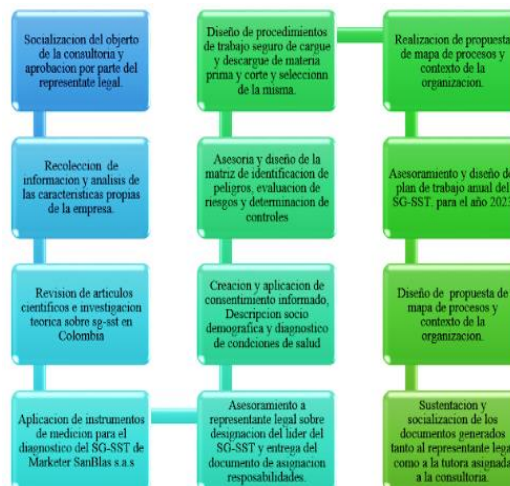 Socializacion del objerto
de la consultoria y
aprobacion por parte del
representate legal.
Recoleccion de
informacion y analisis de
las caracteristicas propias
de la empresa.
Revision de articulos
cientificos e investigacion
teorica sobre sg-sst en
Colombia
Aplicacion de instrumentos
de medicion para el
diagnostico del SG-SST de
Marketer SanBlas s.a.s
Asesoramiento a
representante legal sobre
designacion del lider del
SG-SST y entrega del
documento de asignacion
resposabilidades.
Creacion y aplicacion de
consentimiento informado,
Descripcion socio
demografica y diagnostico
de condciones de salud
Asesoria y diseño de la
matriz de identificacion de
peligros, evaluacion de
riesgos y determinacion de
controles
Diseño de procedimientos
de trabajo seguro de cargue
y descargue de materia
prima y corte y seleccionn
de la misma.
Realizacion de propuesta
de mapa de procesos y
contexto de la
organizacion.
Asesoramiento y diseño del
plan de trabajo anual del
SG-SST. para el año 2023
Diseño de propuesta de
mapa de procesos y
contexto de la
organizacion.
Sustentacion y
socializacion de los
documentos generados
tanto al representate legal
como a la tutora asignada
a la consultoria.